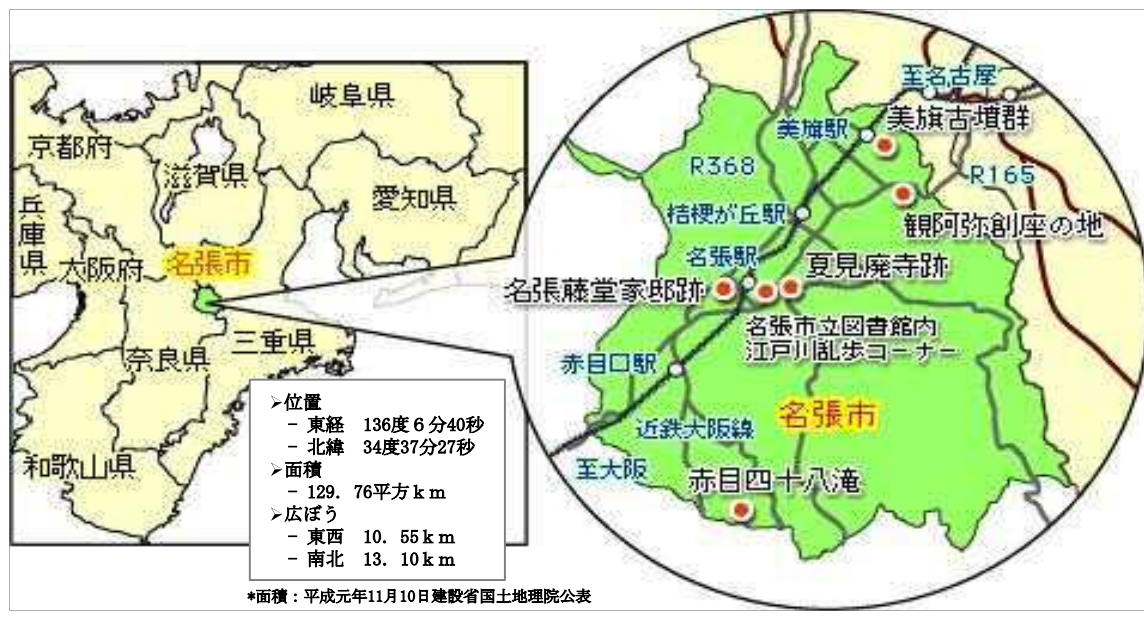 岐阜県
京都府
滋賀県
愛知県
兵庫県
大阪府
名張市
奈良県
三重県
和歌山県
➢位置
－ 東経　136度６分40秒
－ 北緯　34度37分27秒
➢面積
－ 129．76平方ｋｍ
➢広ぼう
－ 東西　10．55ｋｍ
－ 南北　13．10ｋｍ
*面積：平成元年11月10日建設省国土地理院公表
至名古屋
美旗駅
美旗古墳群
R368
R165
桔梗が丘駅
観阿弥創座の地
名張駅
夏見廃寺跡
名張藤堂家邸跡
名張市立図書館内
江戸川乱歩コーナー
赤目口駅
名張市
近鉄大阪線
至大阪
赤目四十八滝